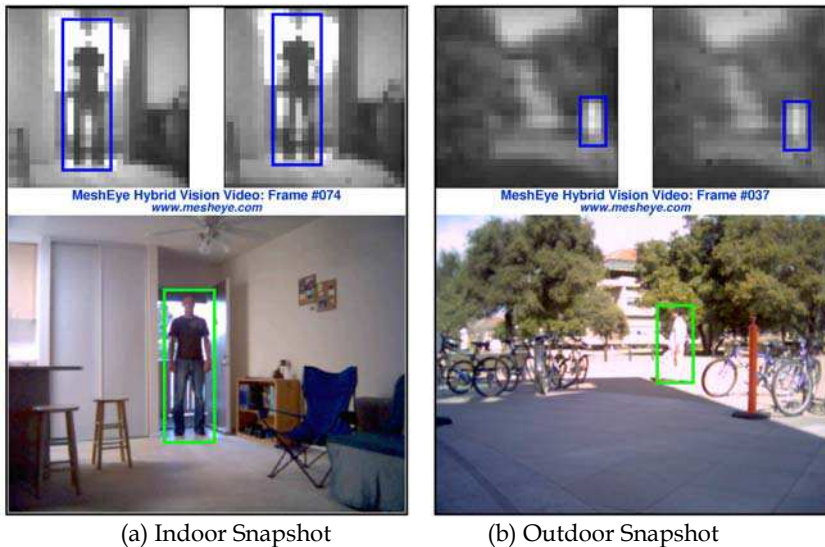 MeshEye Hybrid Vision Video: Frame #074
www.mesheye.com
MeshEye Hybrid Vision Video: Frame #037
www.mesheye.com
(a) Indoor Snapshot
(b) Outdoor Snapshot